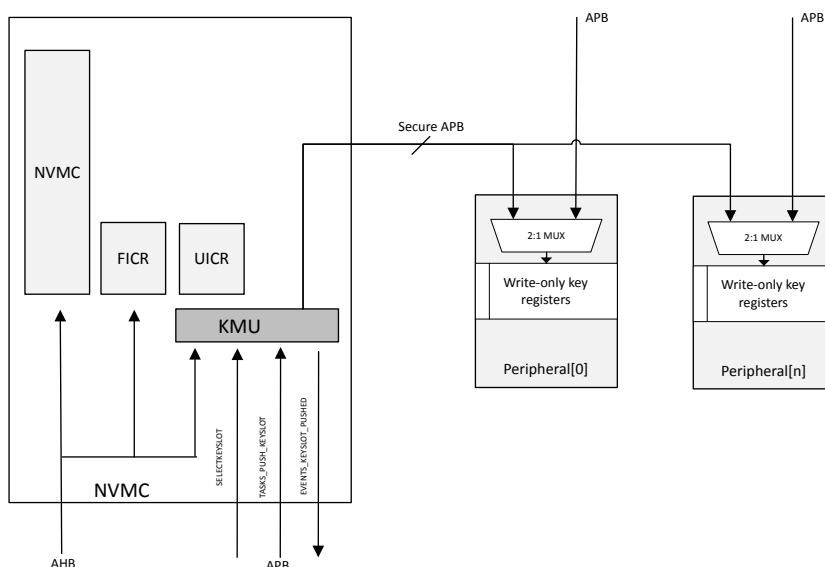 APB
APB
Secure APB
NVMC
FICR
UICR
KMU
2:1 MUX
2:1 MUX
Write-only key
registers
Write-only key
registers
Peripheral[0]
Peripheral[n]
SELECTKEYSLOT
TASKS_PUSH_KEYSLOT
EVENTS_KEYSLOT_PUSHED
NVMC
AHB
APB